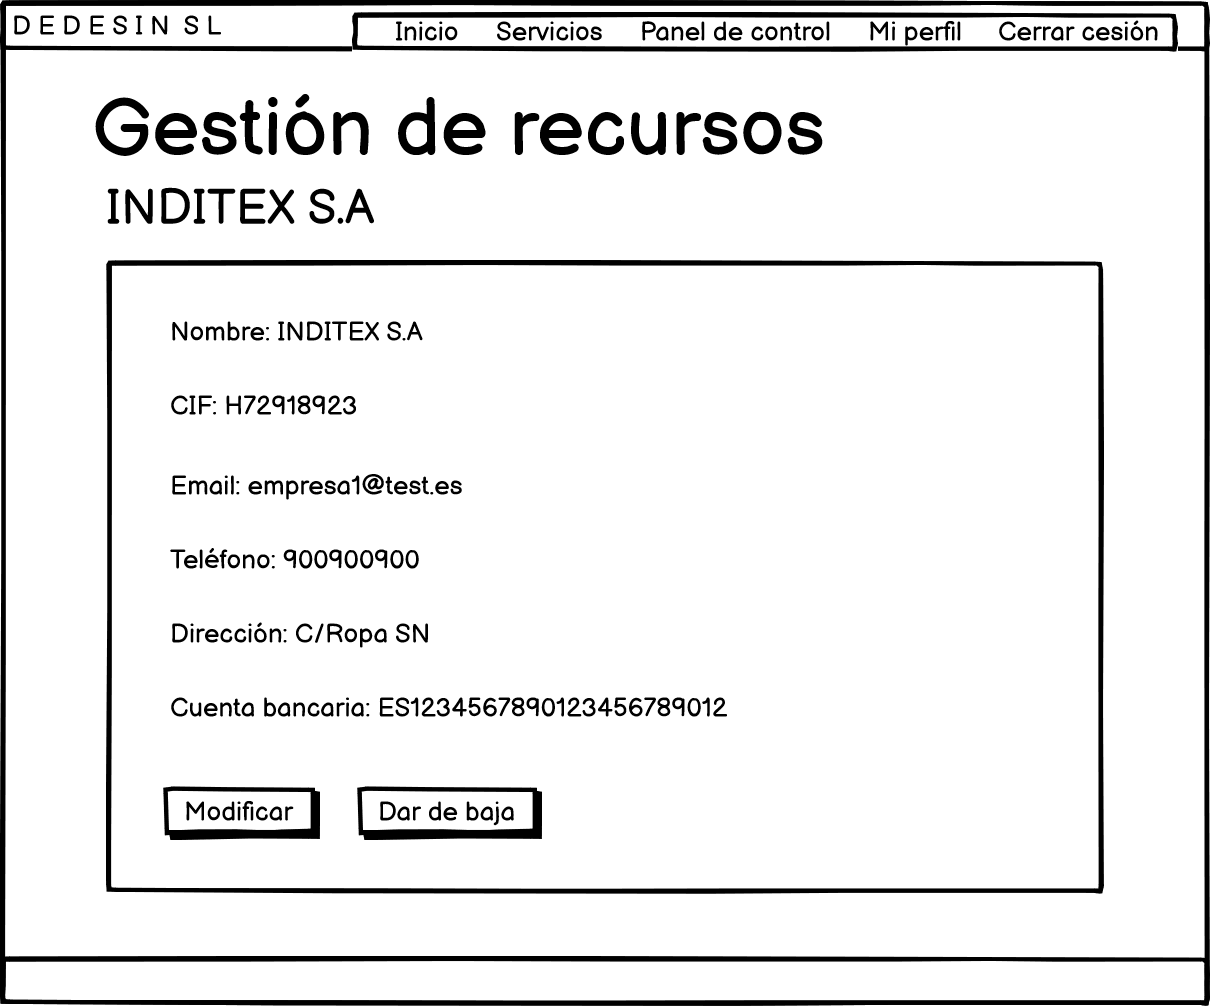 DEDESIN SL
Inicio Servicios Panel de control Mi perfil Cerrar cesión
Gestión de recursos
INDITEX S.A
Nombre: INDITEX S.A
CIF: H72918923
Email: empresa1@test.es
Teléfono: 900900900
Dirección: C/Ropa SN
Cuenta bancaria: ES1234567890123456789012
Modificar Dar de baja